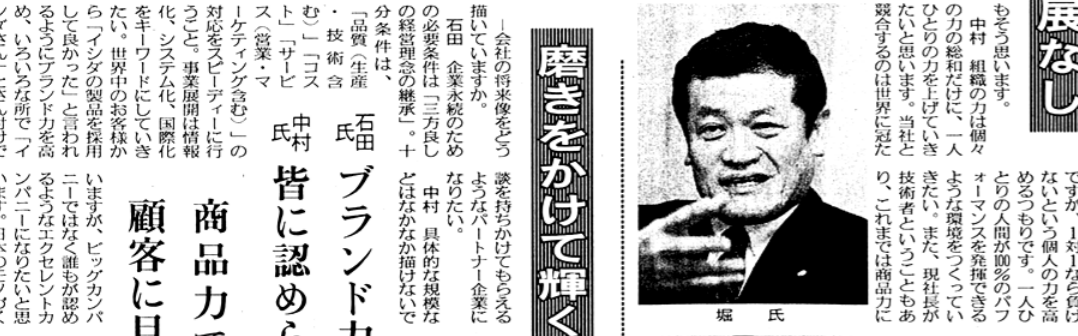 展なし
もそう思います。
中村　組織の力は個々
の力の総和だけに、一人
ひとりの力を上げていき
たいと思います。当社と
競合するのは世界に冠た
ですが、１対１なら負け
ないという個人の力を高
めるつもりです。一人ひ
とりの人間が100％のパフ
ォーマンスを発揮できる
ような環境をつくってい
きたい。また、現社長が
技術者ということもあ
り、これまでは商品力に
堀　氏
磨きをかけて輝く
―会社の将来像をどう
描いていますか。
石田　企業永続のため
の必要条件は「三方良し
の経営理念の継承」。十
分条件は、
「品質（生産
・技術含
む）」「コス
ト」「サービ
ス、（営業・マ
ーケティング含む）」の
対応をスピーディーに行
うこと。事業展開は情報
化、システム化、国際化
をキーワードにしていき
たい。世界中のお客様か
ら「イシダの製品を採用
して良かった」と言われ
るようにブランド力を高
め、いろいろな所で「イ
石田氏
ブランドカ
中村氏
皆に認めら
商品力で
顧客に
談を持ちかけてもらえる
ようなパートナー企業に
なりたい。
中村　具体的な規模な
どはなかなか描けないで
いますが、ビッグカンパ
ニーではなく誰もが認め
るようなエクセレントカ
ンパニーになりたいと思